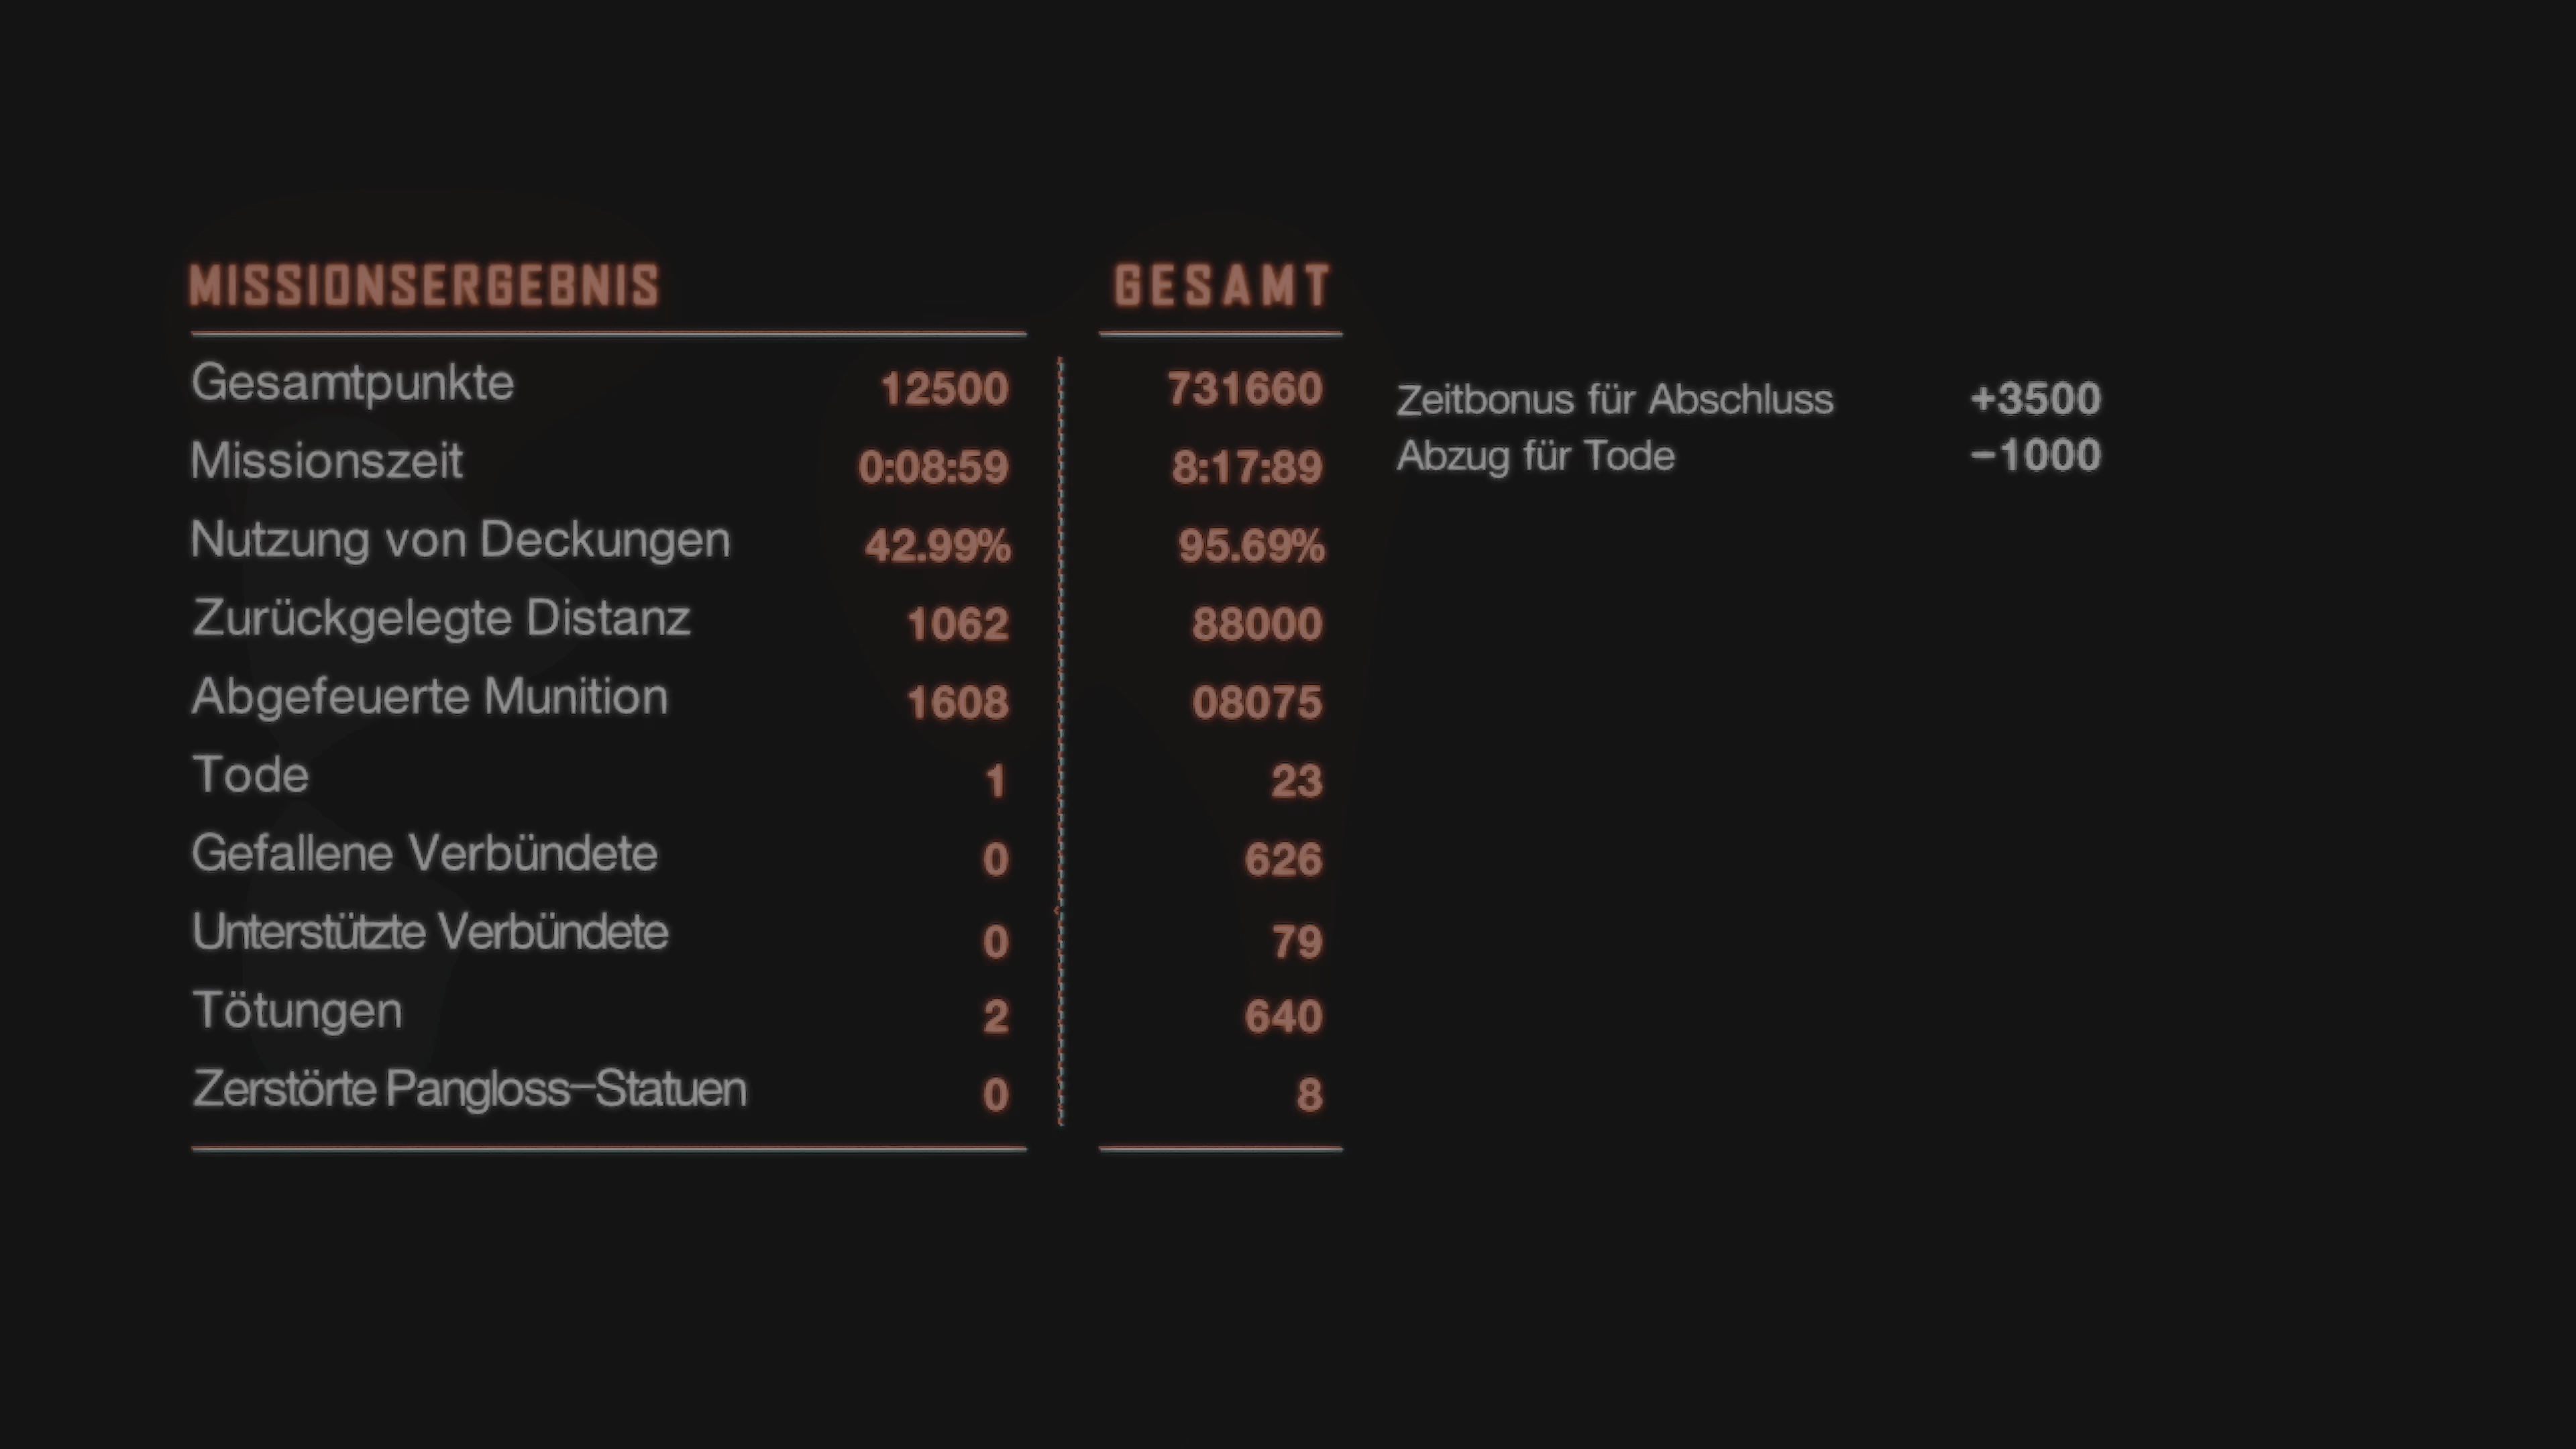 MISSIONSERGEBNIS GESAMT
Gesamtpunkte 12500 731660
Zeitbonus für Abschluss +3500
Missionszeit 0:08:59 8:17:89
Abzug für Tode -1000
Nutzung von Deckungen 42.99% 95.69%
Zurückgelegte Distanz 1062 88000
Abgefeuerte Munition 1608 08075
Tode 1 23
Gefallene Verbündete 0 626
Unterstützte Verbündete 0 79
Tötungen 2 640
Zerstörte Pangloss-Statuen 0 8